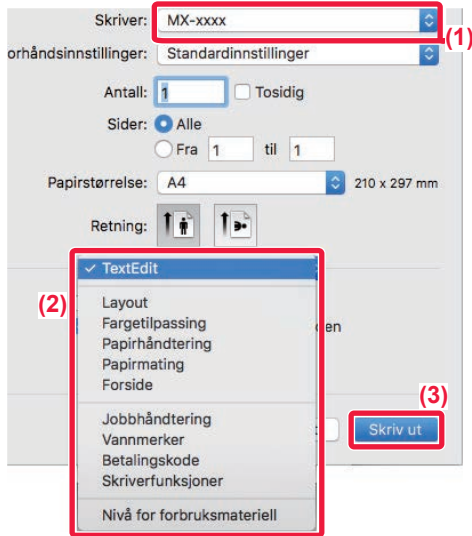 Skriver: MX-xxxx
(1)
orhåndsinnstillinger: Standardinnstillinger
Antall: 1 Tosidig
Sider: Alle
Fra 1 til 1
Papirstørrelse: A4 210 x 297 mm
Retning:
✓ TextEdit
(2)
Layout
Fargetilpassing
en
Papirhåndtering
Papirmating
Forside
(3)
Jobbhåndtering
Skriv ut
Vannmerker
Betalingskode
Skriverfunksjoner
Nivå for forbruksmateriell